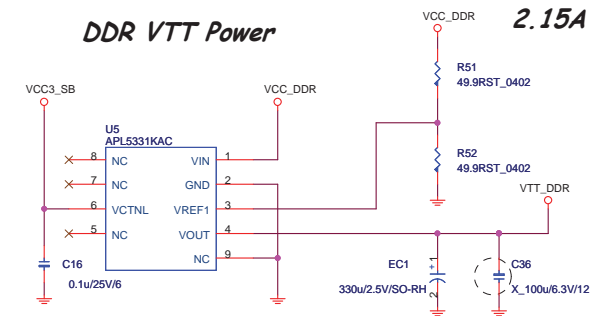 DDR VTT Power
2.15A
VCC_DDR
R51
49.9RST_0402
VCC3_SB
VCC_DDR
U5
APL5331KAC
8 NC VIN 1
7 NC GND 2
6 VCTNL VREF1 3
5 NC VOUT 4
NC 9
R52
49.9RST_0402
VTT_DDR
C16
0.1u/25V/6
EC1
+ 1
2
330u/2.5V/SO-RH
C36
X_100u/6.3V/12